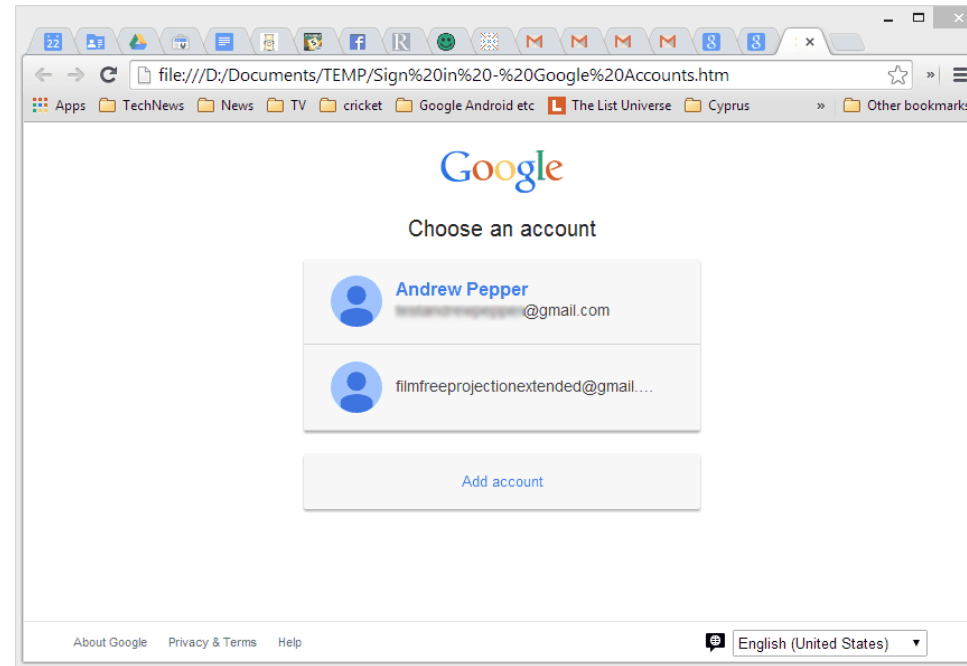 22
file:///D:/Documents/TEMP/Sign%20in%20-%20Google%20Accounts.htm
Apps TechNews News TV cricket Google Android etc L The List Universe Cyprus » Other bookmarks
Google
Choose an account
Andrew Pepper
@gmail.com
filmfreeprojectionextended@gmail....
Add account
About Google Privacy & Terms Help English (United States)